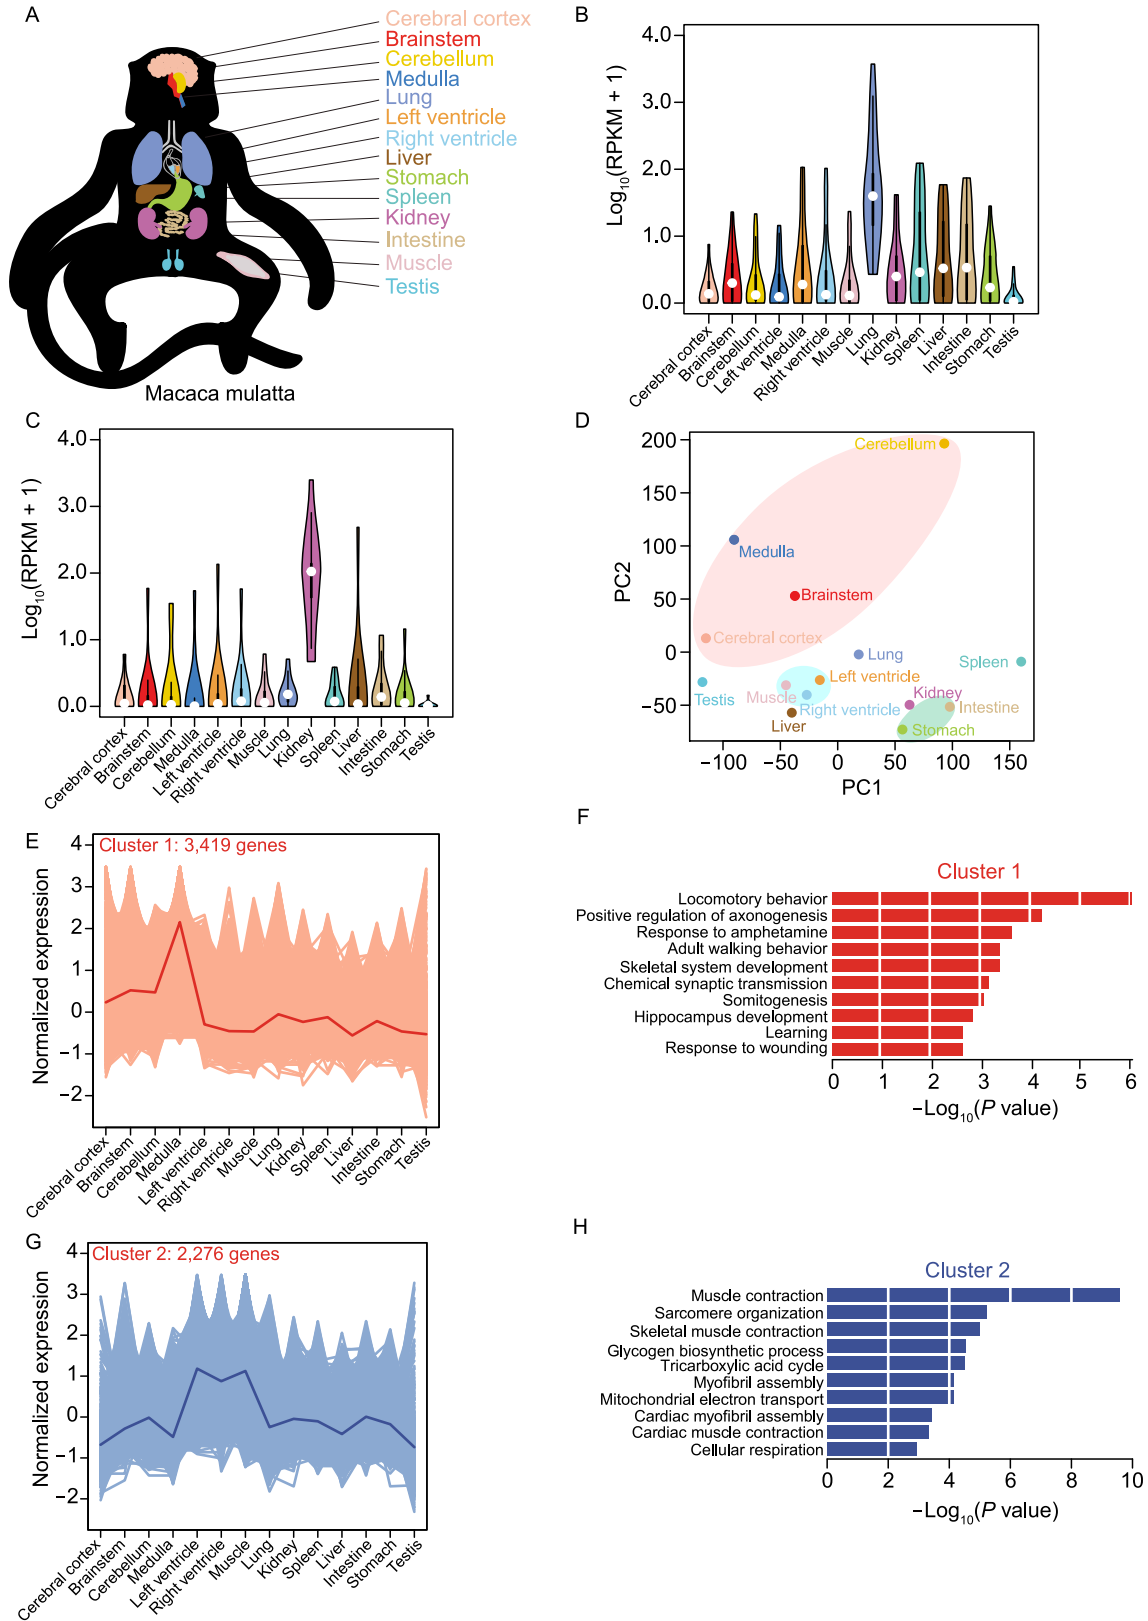 A
Cerebral cortex
Brainstem
Cerebellum
Medulla
Lung
Left ventricle
Right ventricle
Liver
Stomach
Spleen
Kidney
Intestine
Muscle
Testis
Macaca mulatta
B
Log10(RPKM + 1)
4.0
3.0
2.0
1.0
0.0
Cerebral cortex
Brainstem
Cerebellum
Left ventricle
Medulla
Right ventricle
Muscle
Lung
Kidney
Spleen
Liver
Intestine
Stomach
Testis
C
Log10(RPKM + 1)
4.0
3.0
2.0
1.0
0.0
Cerebral cortex
Brainstem
Cerebellum
Medulla
Left ventricle
Right ventricle
Muscle
Lung
Kidney
Spleen
Liver
Intestine
Stomach
Testis
D
PC2
200
150
100
50
0
−50
Cerebellum
Medulla
Brainstem
Cerebral cortex
Lung
Spleen
Left ventricle
Testis
Muscle
Right ventricle
Kidney
Intestine
Liver
Stomach
−100
−50
0
50
100
150
PC1
E
Cluster 1: 3,419 genes
Normalized expression
4
3
2
1
0
−1
−2
Cerebral cortex
Brainstem
Cerebellum
Medulla
Left ventricle
Right ventricle
Muscle
Lung
Kidney
Spleen
Liver
Intestine
Stomach
Testis
F
Cluster 1
Locomotory behavior
Positive regulation of axonogenesis
Response to amphetamine
Adult walking behavior
Skeletal system development
Chemical synaptic transmission
Somitogenesis
Hippocampus development
Learning
Response to wounding
0 1 2 3 4 5 6
−Log10(P value)
G
Cluster 2: 2,276 genes
Normalized expression
4
3
2
1
0
−1
−2
Cerebral cortex
Brainstem
Cerebellum
Medulla
Left ventricle
Right ventricle
Muscle
Lung
Kidney
Spleen
Liver
Intestine
Stomach
Testis
H
Cluster 2
Muscle contraction
Sarcomere organization
Skeletal muscle contraction
Glycogen biosynthetic process
Tricarboxylic acid cycle
Myofibril assembly
Mitochondrial electron transport
Cardiac myofibril assembly
Cardiac muscle contraction
Cellular respiration
0 2 4 6 8 10
−Log10(P value)